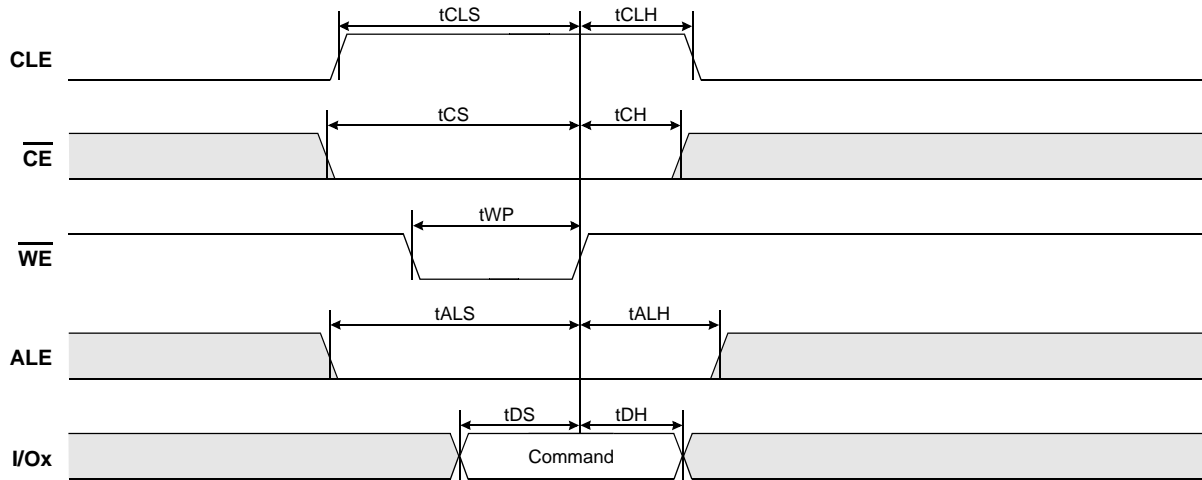 tCLS tCLH
CLE
tCS tCH
CE
tWP
WE
tALS tALH
ALE
tDS tDH
I/Ox Command